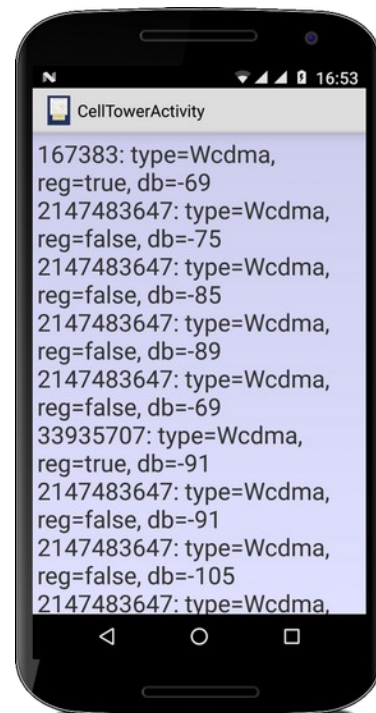 16:53
CellTowerActivity
167383: type=Wcdma,
reg=true, db=-69
2147483647: type=Wcdma,
reg=false, db=-75
2147483647: type=Wcdma,
reg=false, db=-85
2147483647: type=Wcdma,
reg=false, db=-89
2147483647: type=Wcdma,
reg=false, db=-69
33935707: type=Wcdma,
reg=true, db=-91
2147483647: type=Wcdma,
reg=false, db=-91
2147483647: type=Wcdma,
reg=false, db=-105
2147483647: type=Wcdma,